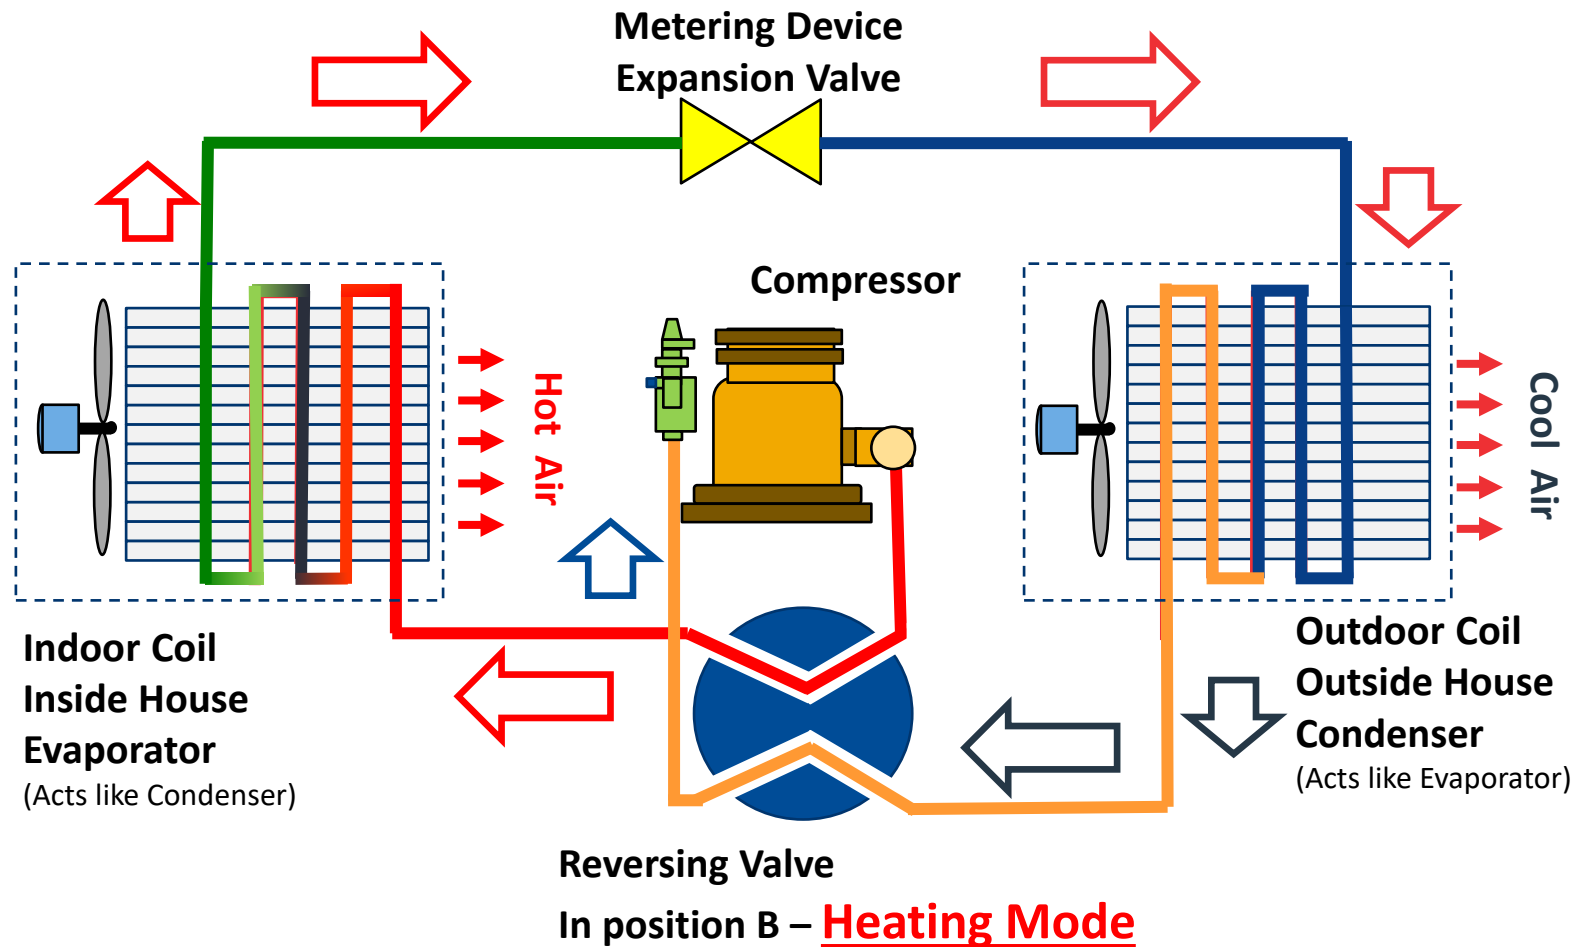 Metering Device
Expansion Valve
Compressor
Hot Air
Cool Air
Indoor Coil
Inside House
Evaporator
(Acts like Condenser)
Outdoor Coil
Outside House
Condenser
(Acts like Evaporator)
Reversing Valve
In position B – Heating Mode